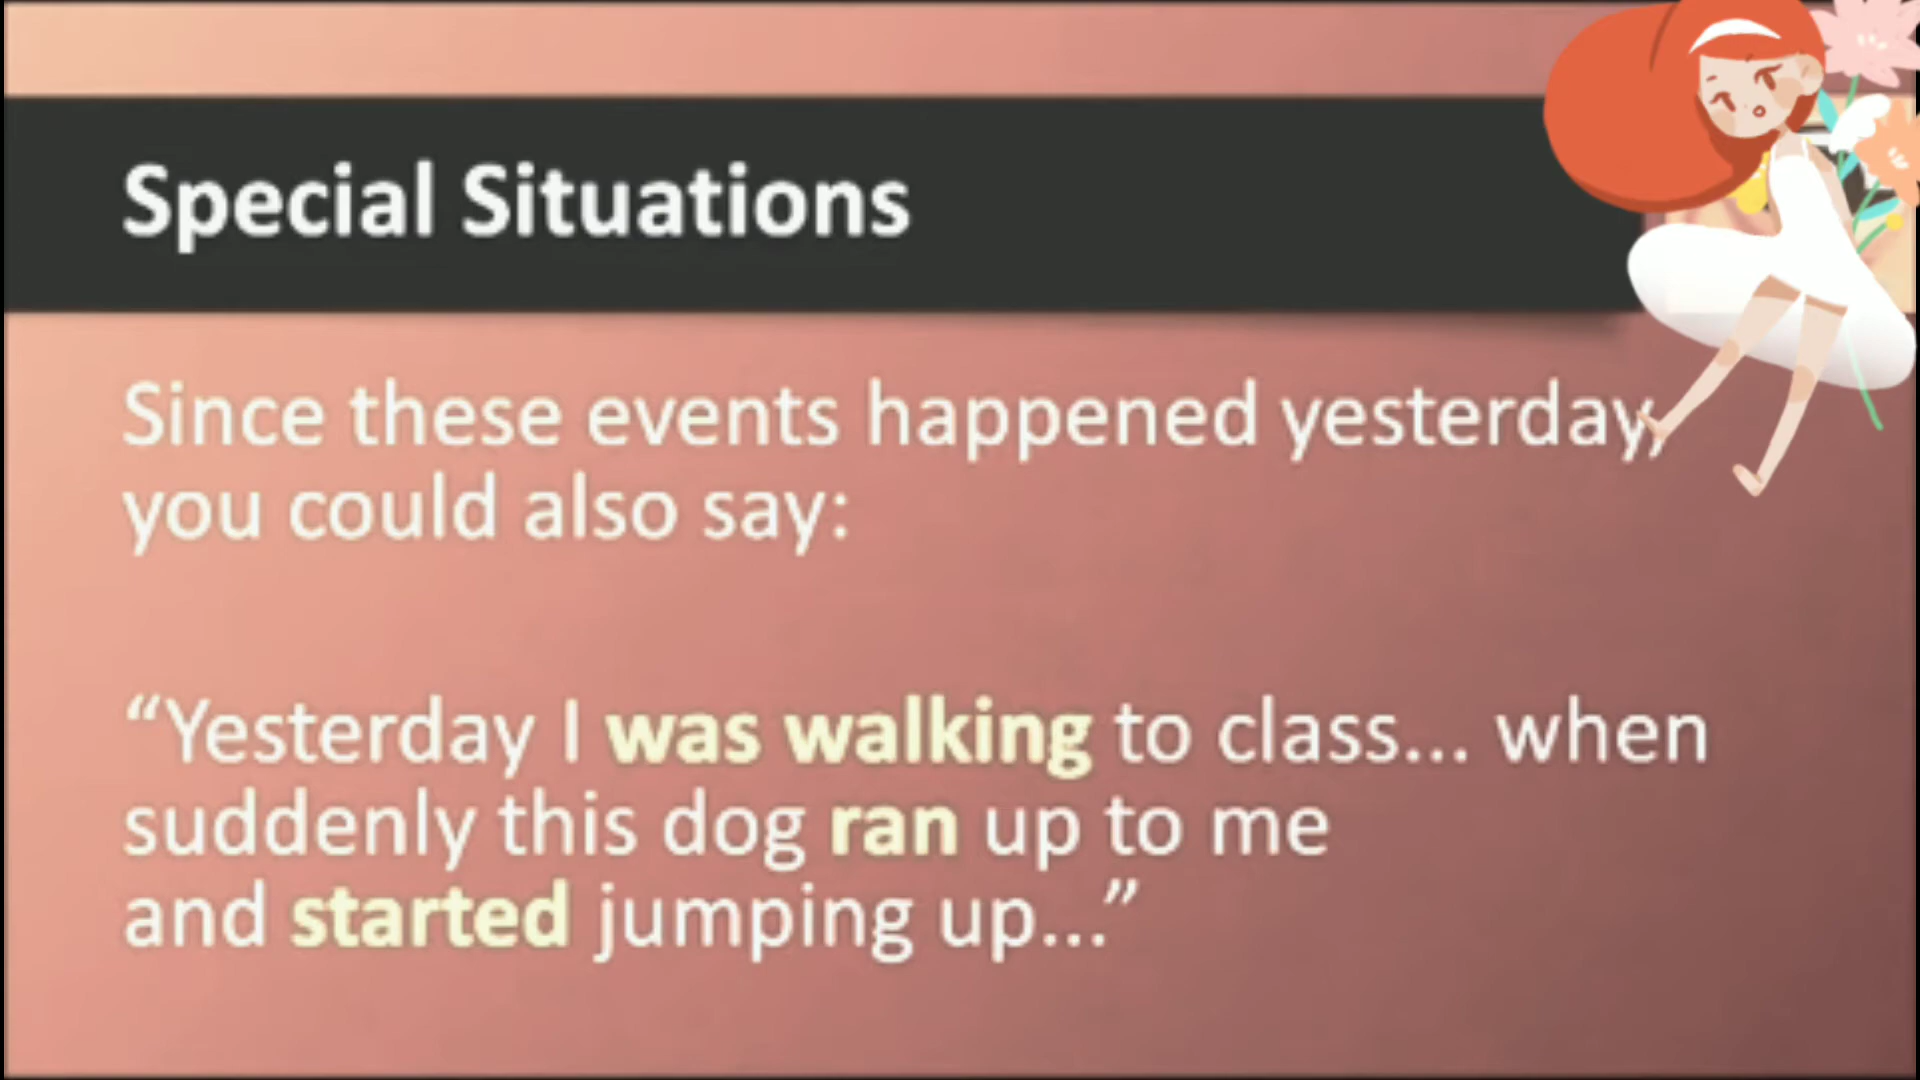 Special Situations
Since these events happened yesterday,
you could also say:
“Yesterday I was walking to class... when
suddenly this dog ran up to me
and started jumping up...”